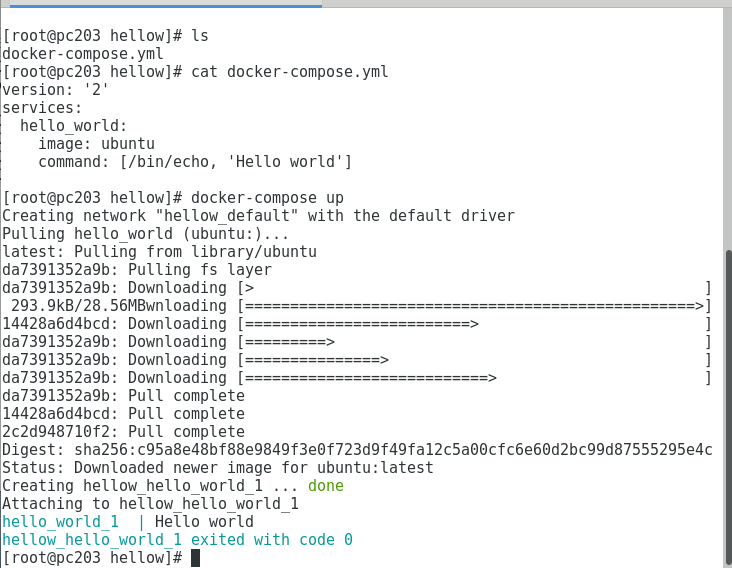 [root@pc203 hellow]# ls
docker-compose.yml
[root@pc203 hellow]# cat docker-compose.yml
version: '2'
services:
  hello_world:
    image: ubuntu
    command: [/bin/echo, 'Hello world']
[root@pc203 hellow]# docker-compose up
Creating network "hellow_default" with the default driver
Pulling hello_world (ubuntu:)...
latest: Pulling from library/ubuntu
da7391352a9b: Pulling fs layer
da7391352a9b: Downloading [>                                                  ]
 293.9kB/28.56MBwnloading [==================================================>]
14428a6d4bcd: Downloading [=========================>                         ]
da7391352a9b: Downloading [=========>                                         ]
da7391352a9b: Downloading [===============>                                   ]
da7391352a9b: Downloading [===========================>                       ]
da7391352a9b: Pull complete
14428a6d4bcd: Pull complete
2c2d948710f2: Pull complete
Digest: sha256:c95a8e48bf88e9849f3e0f723d9f49fa12c5a00cfc6e60d2bc99d87555295e4c
Status: Downloaded newer image for ubuntu:latest
Creating hellow_hello_world_1 ... done
Attaching to hellow_hello_world_1
hello_world_1  | Hello world
hellow_hello_world_1 exited with code 0
[root@pc203 hellow]#